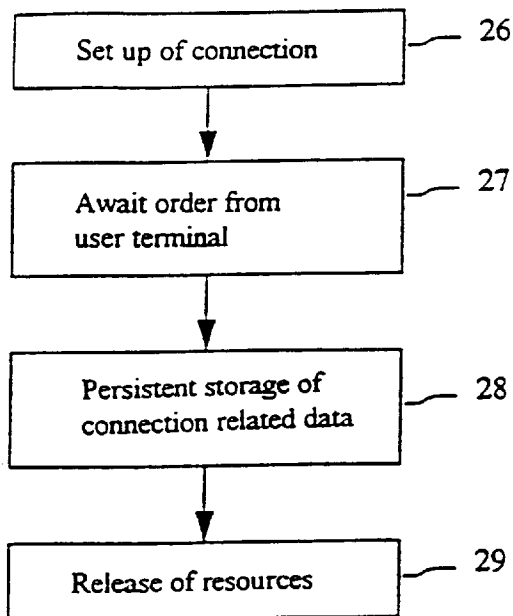 Set up of connection
26
Await order from
user terminal
27
Persistent storage of
connection related data
28
Release of resources
29